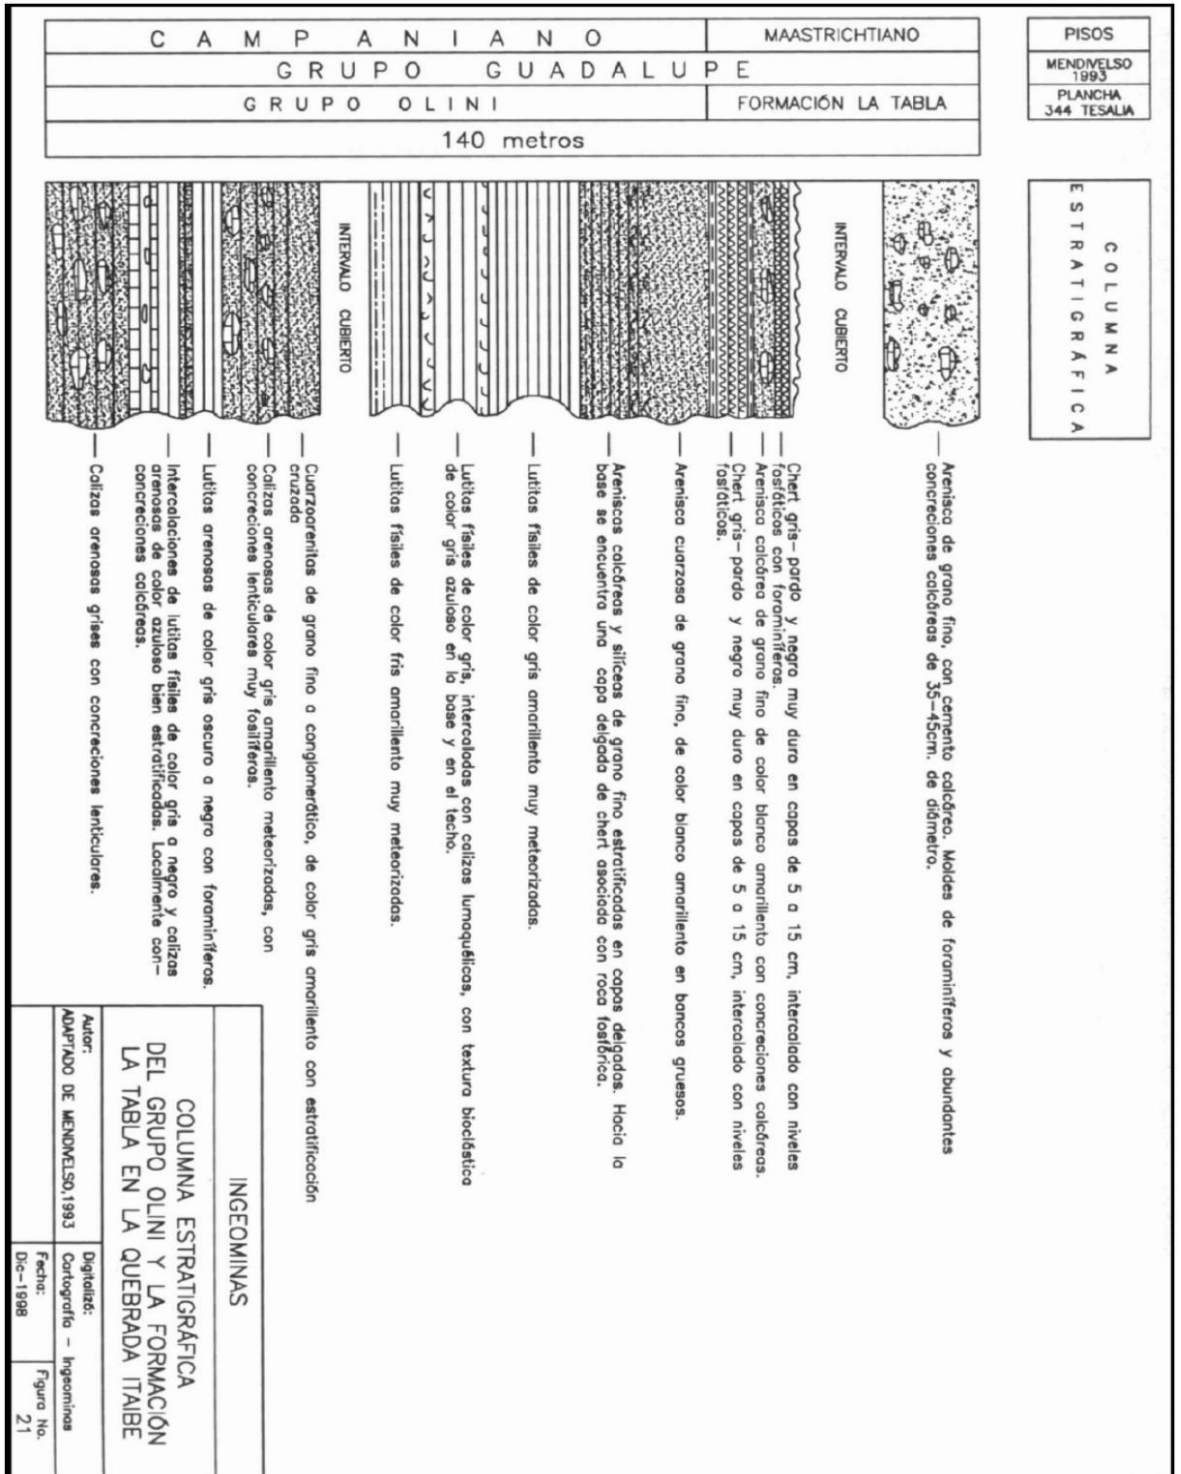 CAMPANIANO
MAASTRICHTIANO
GRUPO GUADALUPE
GRUPO OLINI
FORMACIÓN LA TABLA
140 metros
PISOS
MENDIVELSO
1993
PLANCHA
344 TESALIA
COLUMNA
ESTRATIGRÁFICA
INTERVALO CUBIERTO
INTERVALO CUBIERTO
Arenisca de grano fino, con cemento calcáreo. Moldes de foraminíferos y abundantes
concreciones calcáreas de 35-45cm. de diámetro.
Chert gris-pardo y negro muy duro en capas de 5 a 15 cm, intercalado con niveles
fosfáticos con foraminíferos.
Arenisca calcárea de grano fino de color blanco amarillento con concreciones calcáreas.
Chert gris-pardo y negro muy duro en capas de 5 a 15 cm, intercalado con niveles
fosfáticos.
Arenisca cuarzosa de grano fino, de color blanco amarillento en bancos gruesos.
Areniscas calcáreas y silíceas de grano fino estratificadas en capas delgadas. Hacia la
base se encuentra una capa delgada de chert asociada con roca fosfórica.
Lutitas físiles de color gris amarillento muy meteorizadas.
Lutitas físiles de color gris, intercaladas con calizas lumaquélicas, con textura bioclástica
de color gris azuloso en la base y en el techo.
Lutitas físiles de color fris amarillento muy meteorizadas.
Cuarzoarenitas de grano fino a conglomerático, de color gris amarillento con estratificación
cruzada
Calizas arenosas de color gris amarillento meteorizadas, con
concreciones lenticulares muy fosilíferas.
Lutitas arenosas de color gris oscuro a negro con foraminíferos.
Intercalaciones de lutitas físiles de color gris a negro y calizas
arenosas de color azuloso bien estratificadas. Localmente con-
concreciones calcáreas.
Calizas arenosas grises con concreciones lenticulares.
INGEOMINAS
COLUMNA ESTRATIGRÁFICA
DEL GRUPO OLINI Y LA FORMACIÓN
LA TABLA EN LA QUEBRADA ITAIBE
Autor:
ADAPTADO DE MENDIVELSO,1993
Digitalizó:
Cartografía - Ingeominas
Fecha:
Dic-1998
Figura No.
21